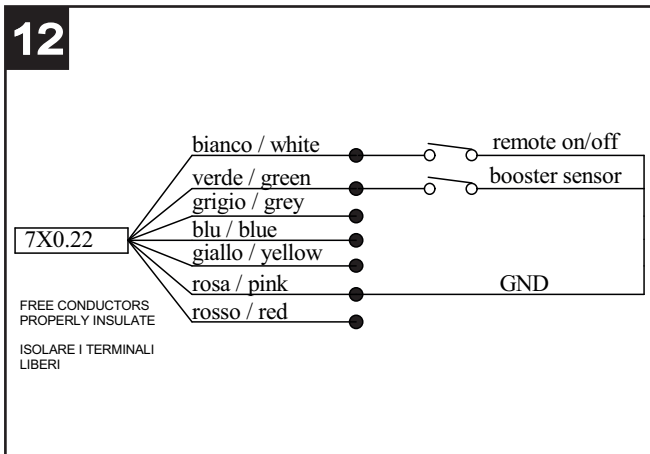 12
bianco / white
remote on/off
verde / green
booster sensor
grigio / grey
7X0.22
blu / blue
giallo / yellow
rosa / pink
GND
rosso / red
FREE CONDUCTORS
PROPERLY INSULATE
ISOLARE I TERMINALI
LIBERI